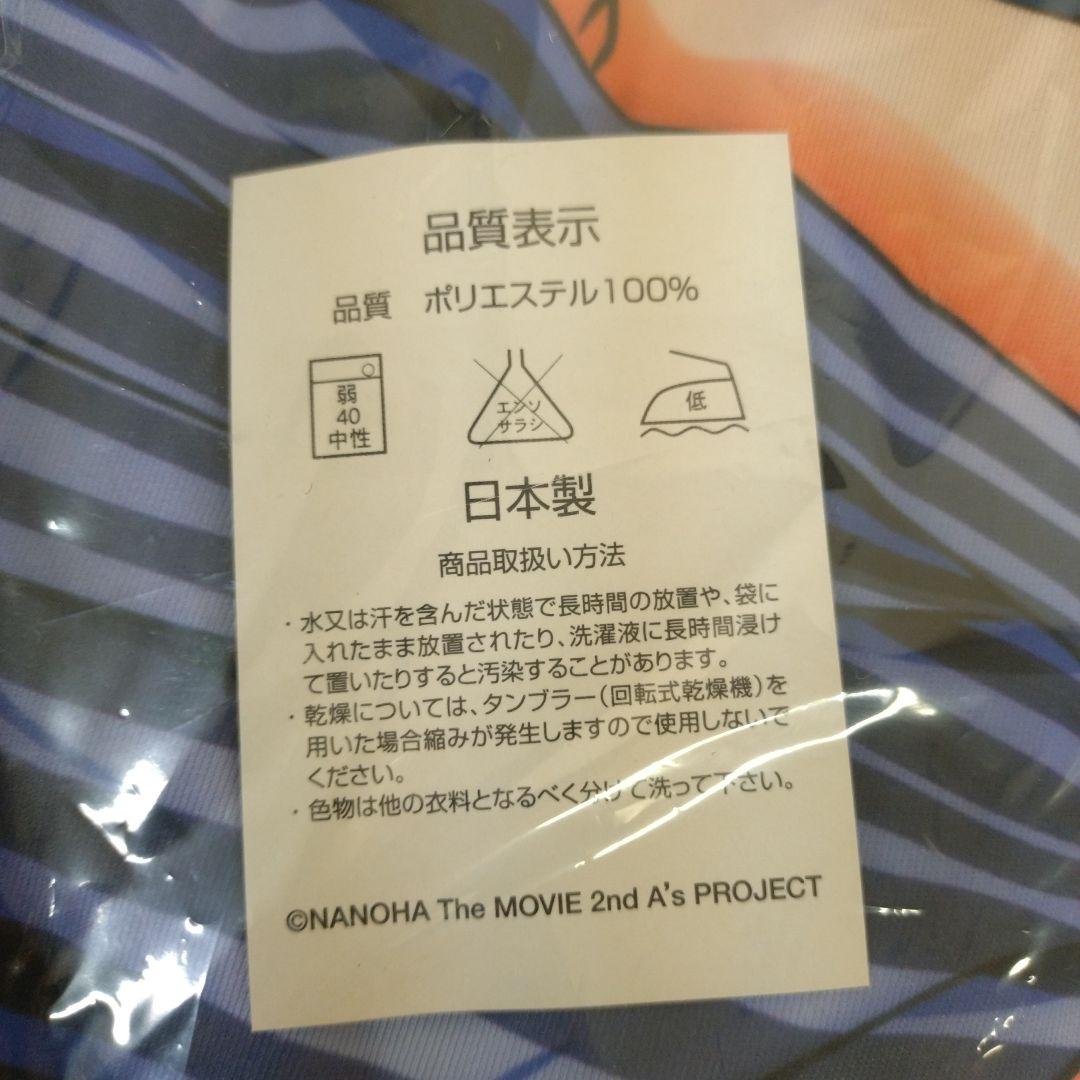 品質表示
品質 ポリエステル100%
弱
40
中性
エンソ
サラシ
低
日本製
商品取扱い方法
・水又は汗を含んだ状態で長時間の放置や、袋に
入れたまま放置されたり、洗濯液に長時間浸け
て置いたりすると汚染することがあります。
・乾燥については、タンブラー(回転式乾燥機)を
用いた場合縮みが発生しますので使用しないで
ください。
・色物は他の衣料となるべく分けて洗って下さい。
©NANOHA The MOVIE 2nd A's PROJECT